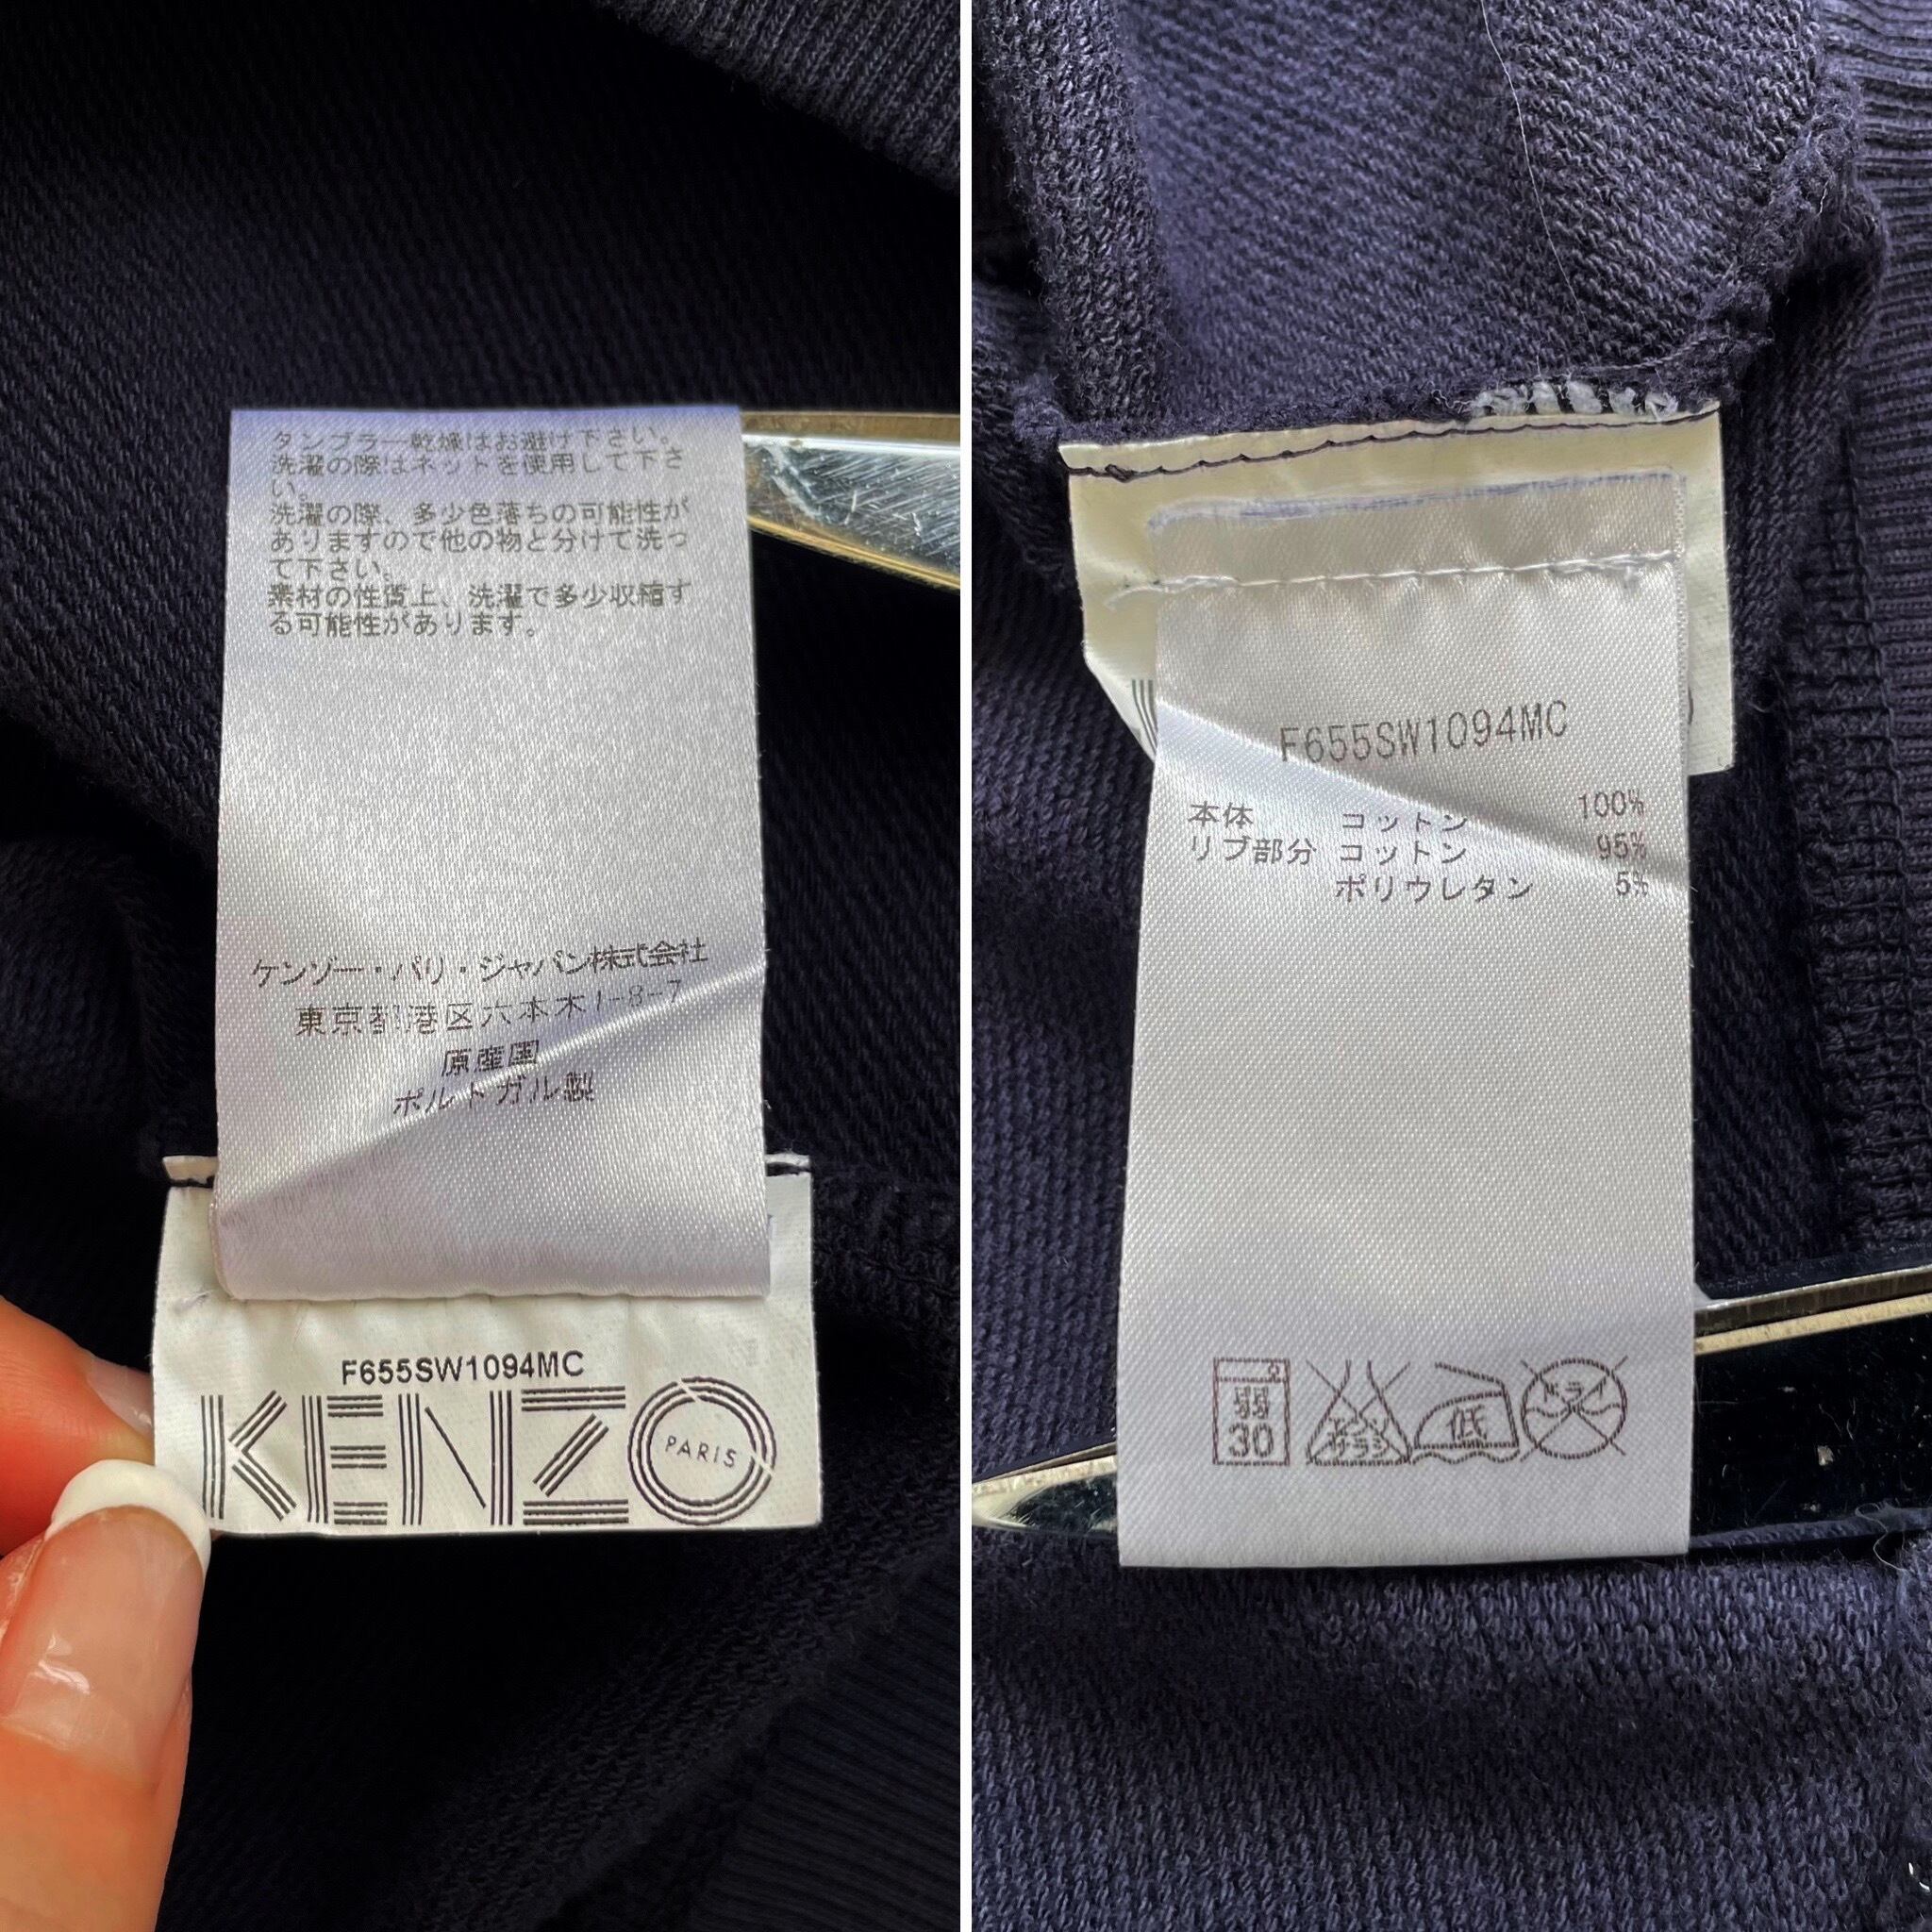 タンブラー乾燥はお避け下さい。
洗濯の際はネットを使用して下さ
い。
洗濯の際、多少色落ちの可能性が
ありますので他の物と分けて洗っ
て下さい。
素材の性質上、洗濯で多少収縮す
る可能性があります。
ケンゾー・パリ・ジャパン株式会社
東京都港区六本木1-8-7
原産国
ポルトガル製
F655SW1094MC
KENZO
PARIS
F655SW1094MC
本体 コットン 100%
リブ部分 コットン 95%
ポリウレタン 5%
弱 30 エンソサラシ 低 ドライ